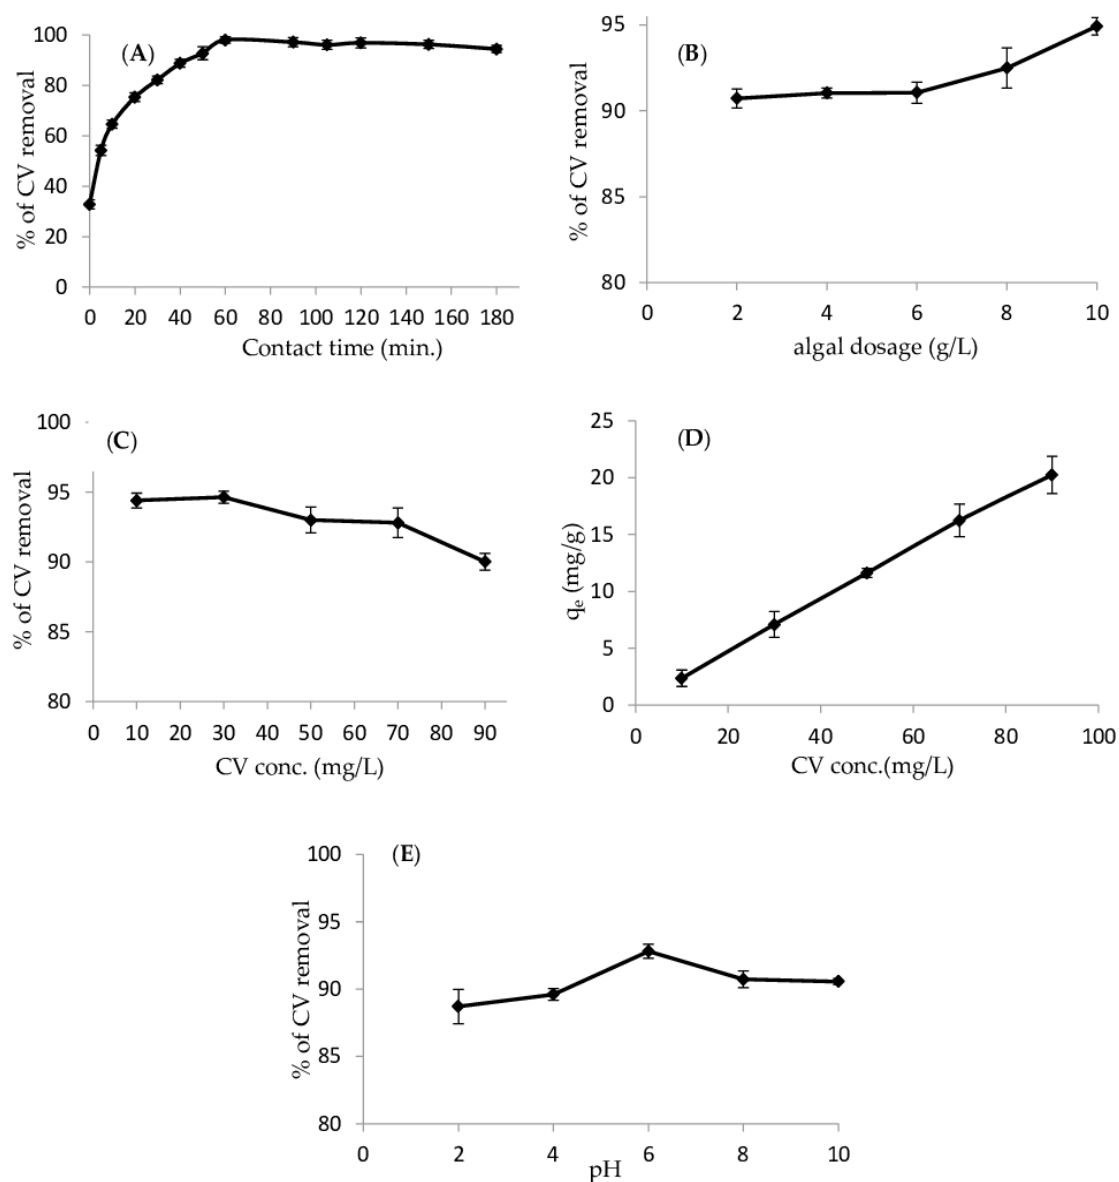 (A)
% of CV removal
100
80
60
40
20
0
0 20 40 60 80 100 120 140 160 180
Contact time (min.)
(B)
% of CV removal
95
90
85
80
0 2 4 6 8 10
algal dosage (g/L)
(C)
% of CV removal
100
95
90
85
80
0 10 20 30 40 50 60 70 80 90
CV conc. (mg/L)
(D)
qₑ (mg/g)
25
20
15
10
5
0
0 20 40 60 80 100
CV conc.(mg/L)
(E)
% of CV removal
100
95
90
85
80
0 2 4 6 8 10
pH